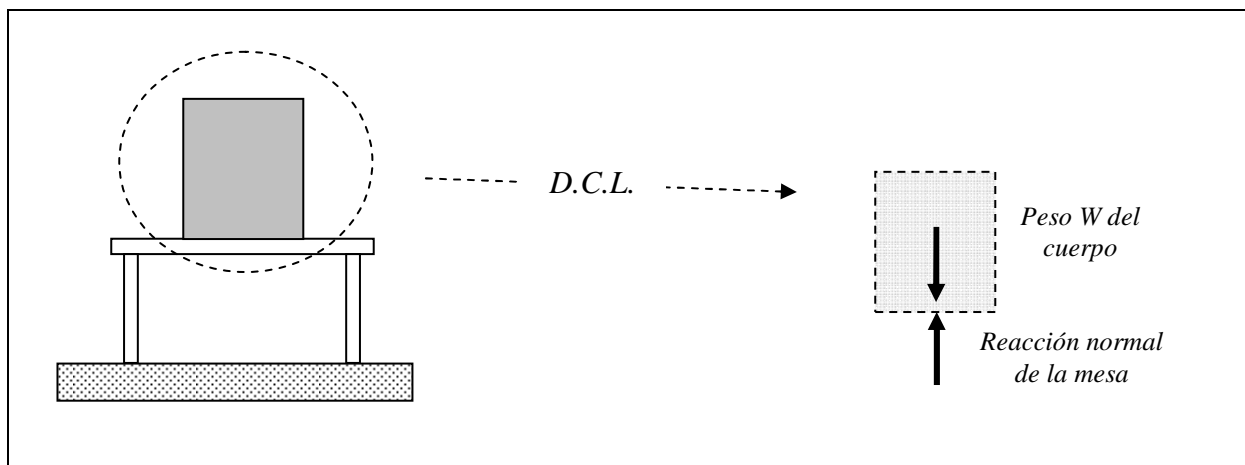 D.C.L.
Peso W del
cuerpo
Reacción normal
de la mesa